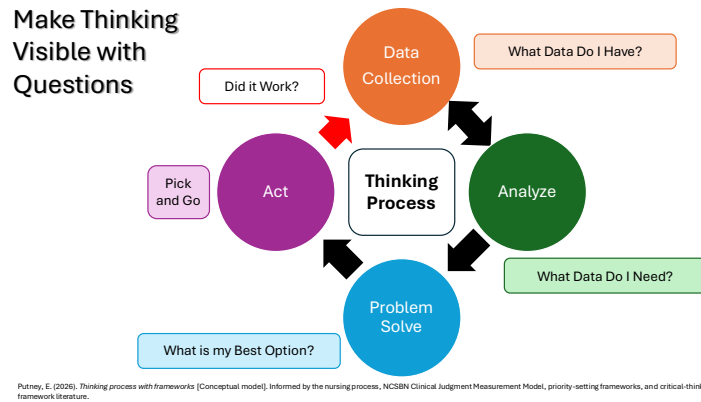 Make Thinking
Visible with
Questions
Data
Collection
What Data Do I Have?
Did it Work?
Pick
and Go
Act
Thinking
Process
Analyze
What Data Do I Need?
Problem
Solve
What is my Best Option?
Putney, E. (2026). Thinking process with frameworks [Conceptual model]. Informed by the nursing process, NCSBN Clinical Judgment Measurement Model, priority-setting frameworks, and critical-think
framework literature.